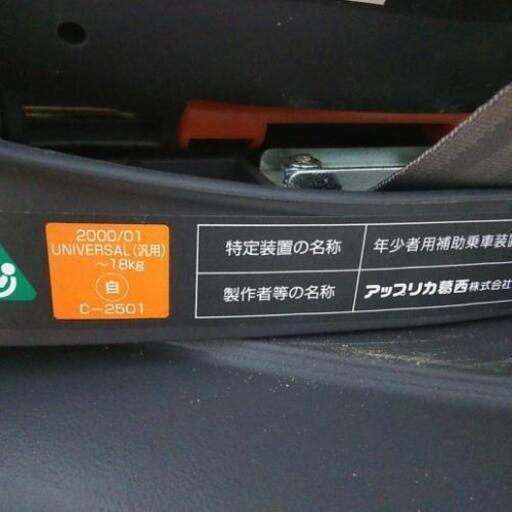 2000/01
UNIVERSAL(汎用)
～18kg
自
C-2501
特定装置の名称 年少者用補助乗車装置
製作者等の名称 アップリカ葛西株式会社